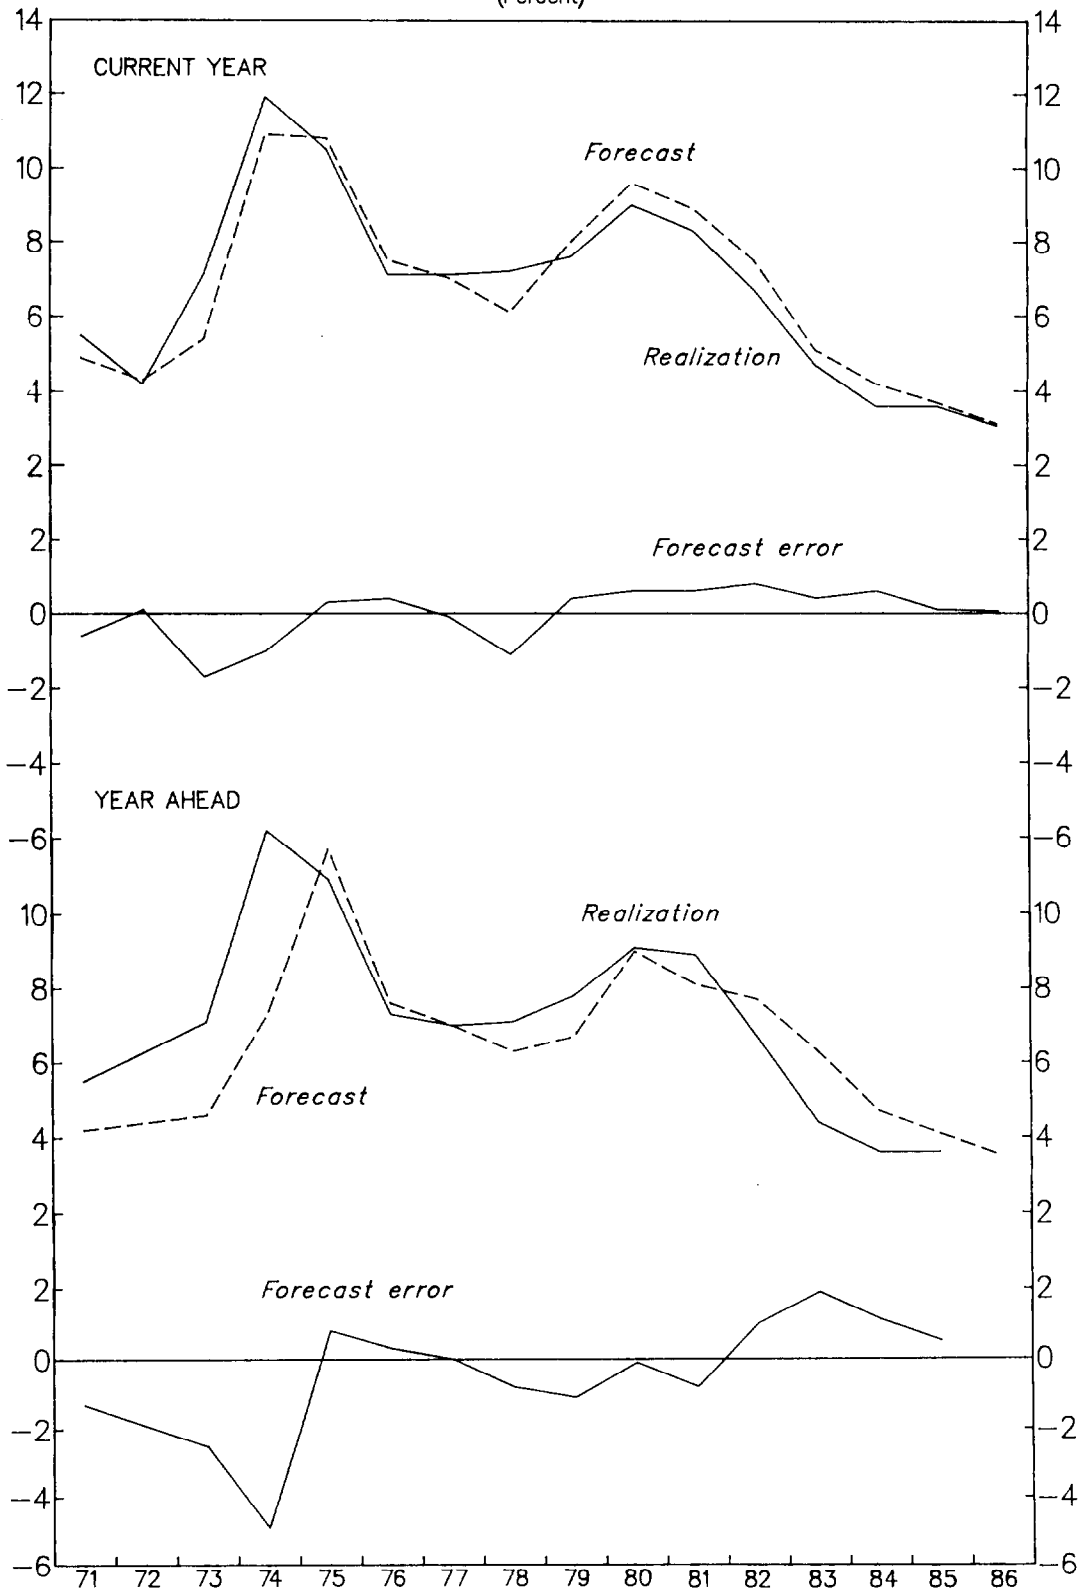 (Percent)
14 14
CURRENT YEAR
12 12
Forecast
10 10
8 8
6 6
Realization
4 4
2 2
2 2
Forecast error
0 0
-2 -2
-4 -4
YEAR AHEAD
-6 -6
10 Realization 10
8 8
6 6
Forecast
4 4
2 2
2 Forecast error 2
0 0
-2 -2
-4 -4
-6 -6
71 72 73 74 75 76 77 78 79 80 81 82 83 84 85 86